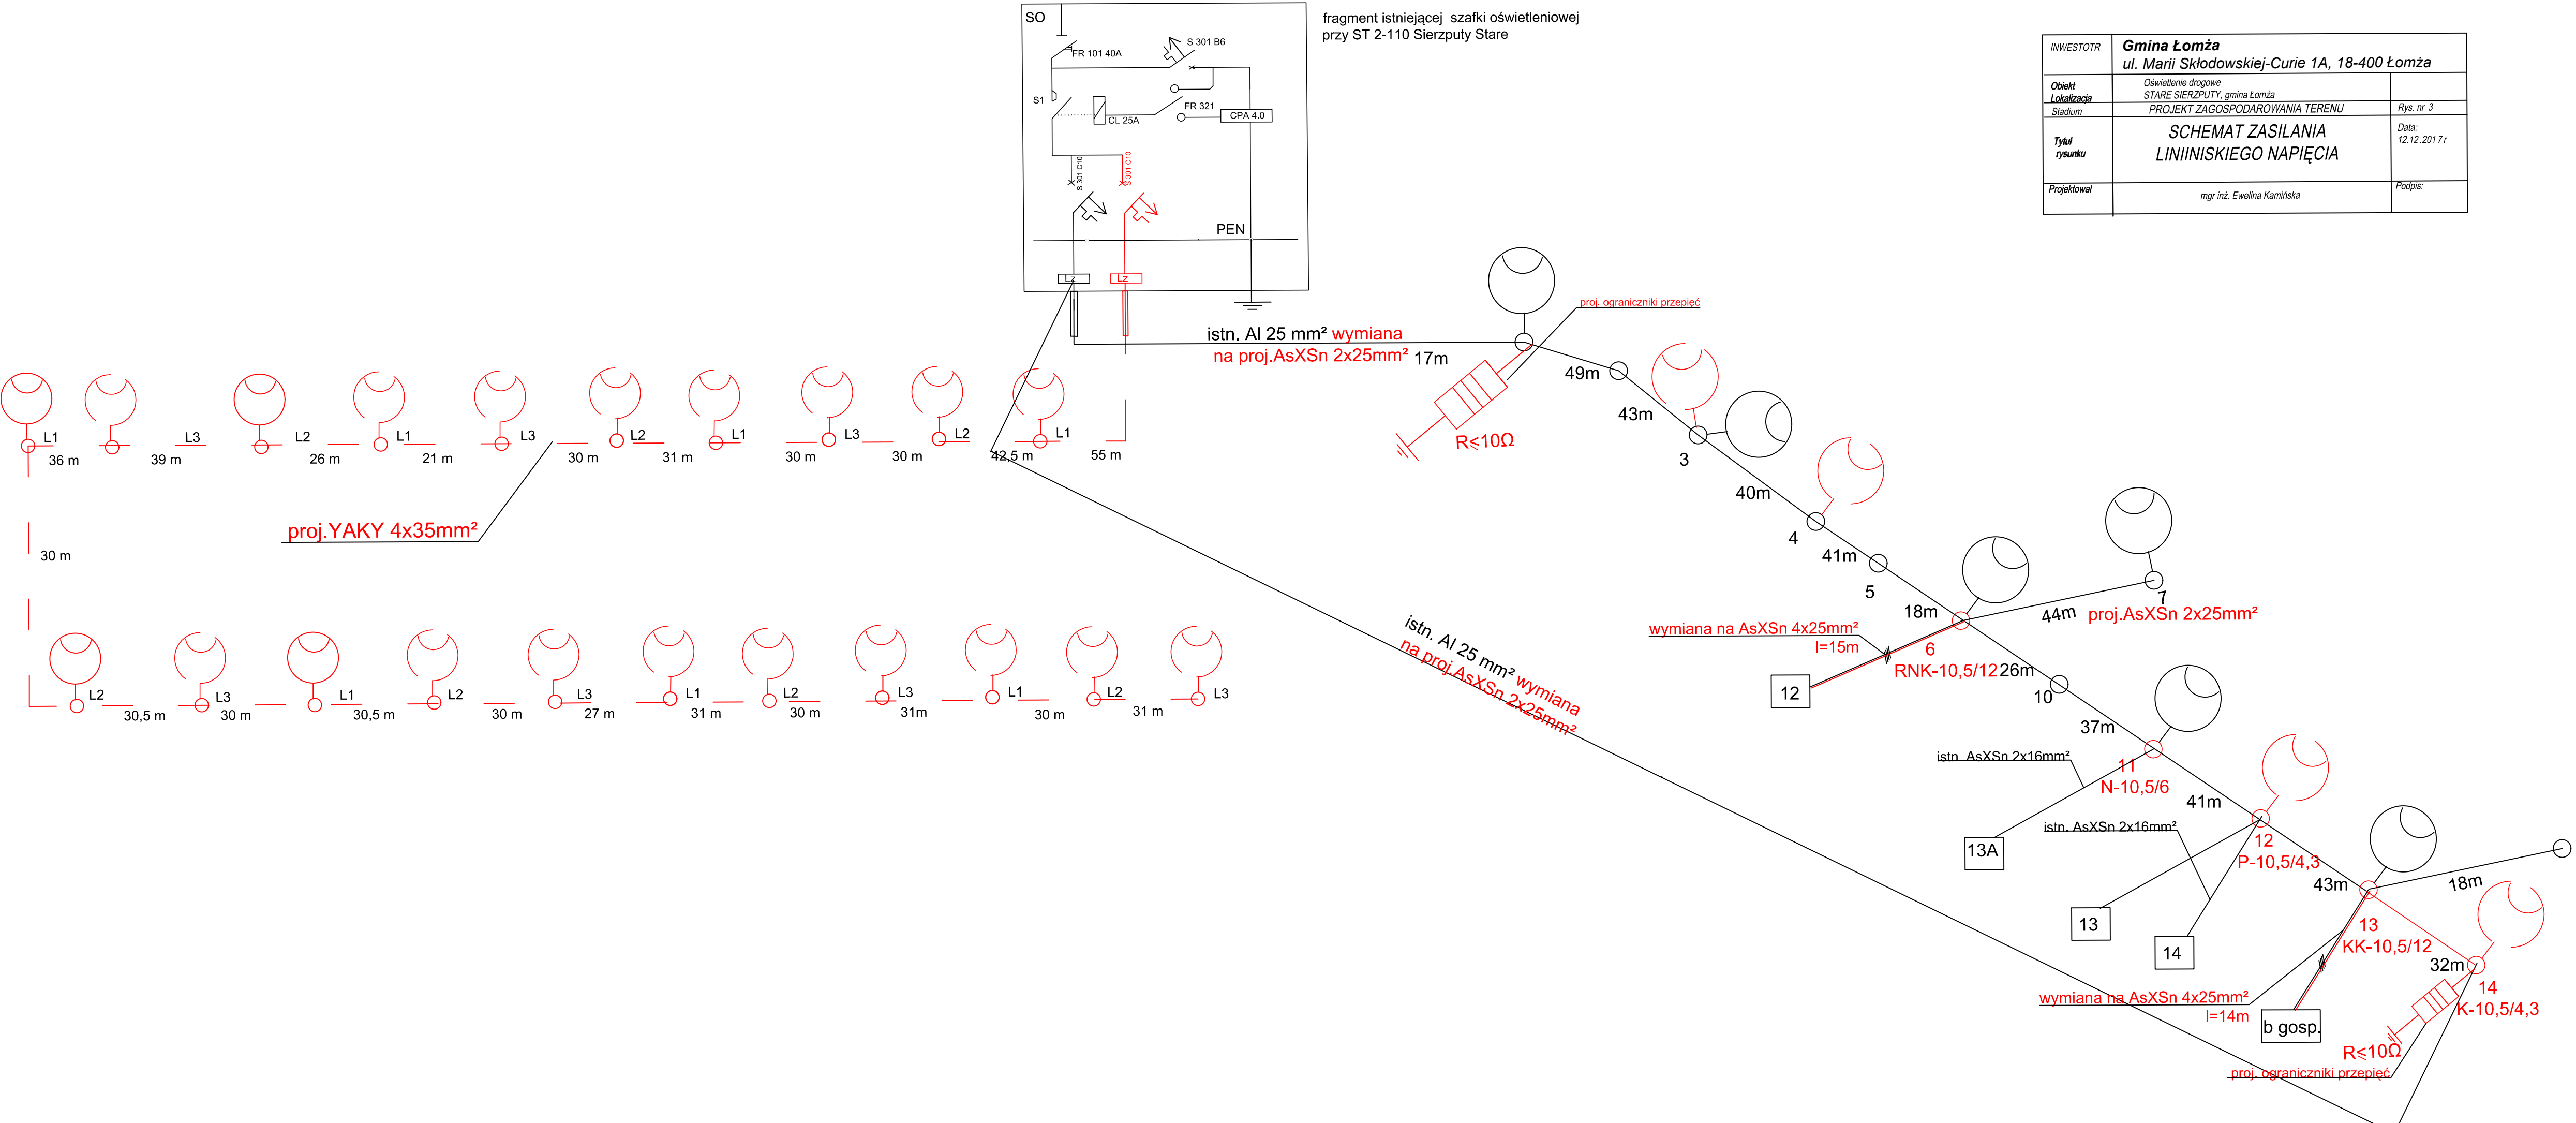 SO
FR 101 40A
S 301 B6
S1
CL 25A
FR 321
CPA 4.0
S 301 C10
S 301 C10
PEN
Lz
Lz
fragment istniejącej szafki oświetleniowej
przy ST 2-110 Sierzputy Stare
INWESTOTR
Gmina Łomża
ul. Marii Skłodowskiej-Curie 1A, 18-400 Łomża
Obiekt
Lokalizacja
Oświetlenie drogowe
STARE SIERZPUTY, gmina Łomża
Stadium
PROJEKT ZAGOSPODAROWANIA TERENU
Rys. nr 3
Tytuł
rysunku
SCHEMAT ZASILANIA
LINIINISKIEGO NAPIĘCIA
Data:
12.12.2017r
Projektował
mgr inż. Ewelina Kamińska
Podpis:
istn. Al 25 mm² wymiana
na proj.AsXSn 2x25mm² 17m
proj. ograniczniki przepięć
R≤10Ω
49m
43m
3
40m
4
41m
5
18m
6
RNK-10,5/12
wymiana na AsXSn 4x25mm²
l=15m
12
44m
7
proj.AsXSn 2x25mm²
26m
10
37m
11
N-10,5/6
istn. AsXSn 2x16mm²
13A
41m
12
P-10,5/4,3
istn. AsXSn 2x16mm²
13
14
43m
13
KK-10,5/12
18m
wymiana na AsXSn 4x25mm²
l=14m
b gosp.
32m
14
K-10,5/4,3
R≤10Ω
proj. ograniczniki przepięć
istn. Al 25 mm² wymiana
na proj.AsXSn 2x25mm²
L1 L3 L2 L1 L3 L2 L1 L3 L2 L1
36 m 39 m 26 m 21 m 30 m 31 m 30 m 30 m 42,5 m 55 m
proj.YAKY 4x35mm²
30 m
L2 L3 L1 L2 L3 L1 L2 L3 L1 L2 L3
30,5 m 30 m 30,5 m 30 m 27 m 31 m 30 m 31m 30 m 31 m